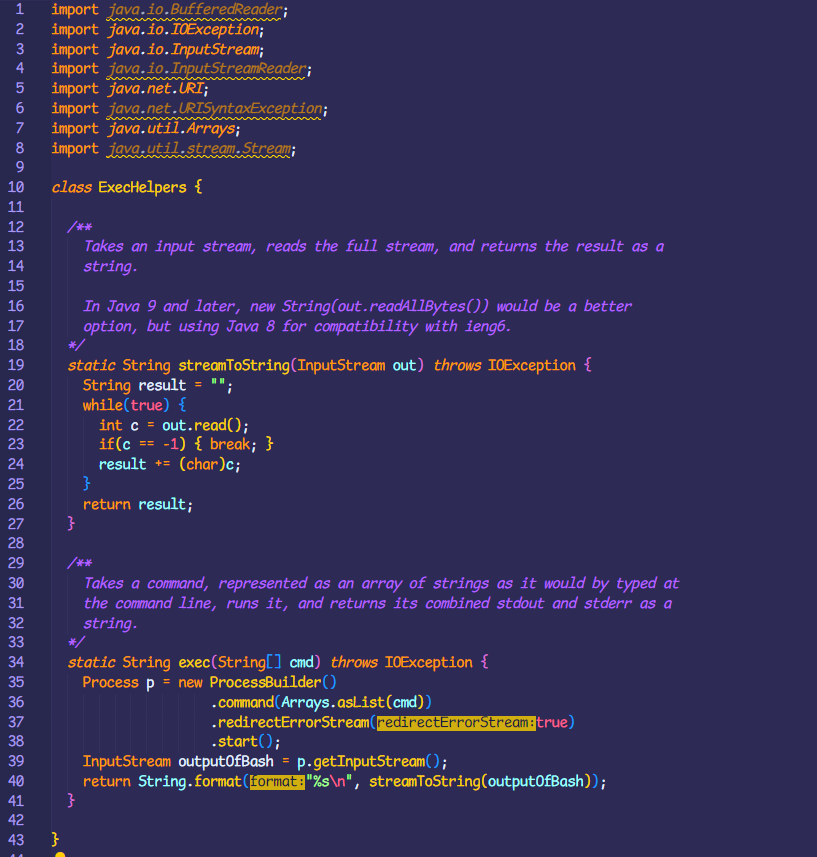 1 import java.io.BufferedReader;
2 import java.io.IOException;
3 import java.io.InputStream;
4 import java.io.InputStreamReader;
5 import java.net.URI;
6 import java.net.URISyntaxException;
7 import java.util.Arrays;
8 import java.util.stream.Stream;
9
10 class ExecHelpers {
11
12 /**
13 Takes an input stream, reads the full stream, and returns the result as a
14 string.
15
16 In Java 9 and later, new String(out.readAllBytes()) would be a better
17 option, but using Java 8 for compatibility with ieng6.
18 */
19 static String streamToString(InputStream out) throws IOException {
20 String result = "";
21 while(true) {
22 int c = out.read();
23 if(c == -1) { break; }
24 result += (char)c;
25 }
26 return result;
27 }
28
29 /**
30 Takes a command, represented as an array of strings as it would by typed at
31 the command line, runs it, and returns its combined stdout and stderr as a
32 string.
33 */
34 static String exec(String[] cmd) throws IOException {
35 Process p = new ProcessBuilder()
36 .command(Arrays.asList(cmd))
37 .redirectErrorStream(redirectErrorStream:true)
38 .start();
39 InputStream outputOfBash = p.getInputStream();
40 return String.format(format:"%s\n", streamToString(outputOfBash));
41 }
42
43 }